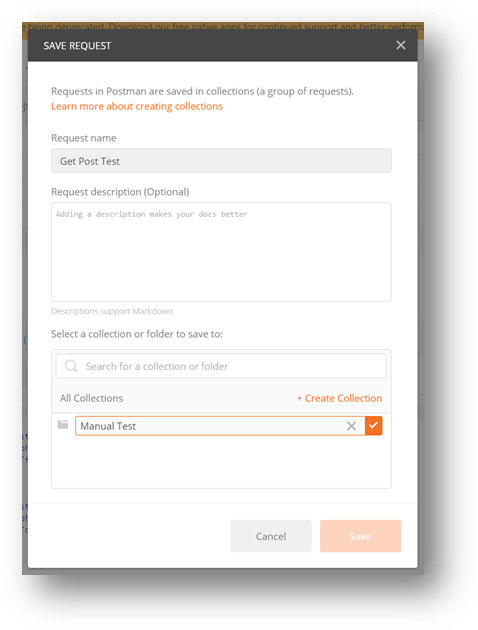 being deprecated. Download our free native apps for continued support and better perform
SAVE REQUEST
Requests in Postman are saved in collections (a group of requests).
Learn more about creating collections
Request name
Get Post Test
Request description (Optional)
Adding a description makes your docs better
Descriptions support Markdown
Select a collection or folder to save to:
Search for a collection or folder
All Collections
+ Create Collection
Manual Test
Cancel
Save